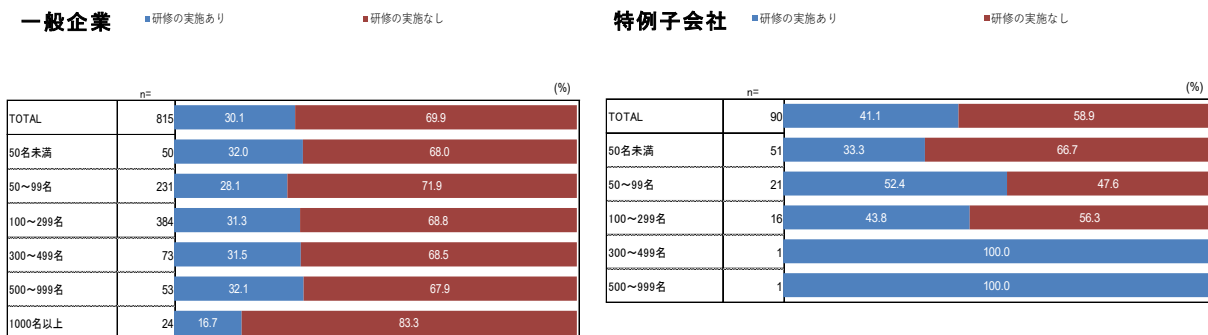 一般企業 ■研修の実施あり ■研修の実施なし
n= (%)
TOTAL 815 30.1 69.9
50名未満 50 32.0 68.0
50～99名 231 28.1 71.9
100～299名 384 31.3 68.8
300～499名 73 31.5 68.5
500～999名 53 32.1 67.9
1000名以上 24 16.7 83.3
特例子会社 ■研修の実施あり ■研修の実施なし
n= (%)
TOTAL 90 41.1 58.9
50名未満 51 33.3 66.7
50～99名 21 52.4 47.6
100～299名 16 43.8 56.3
300～499名 1 100.0
500～999名 1 100.0